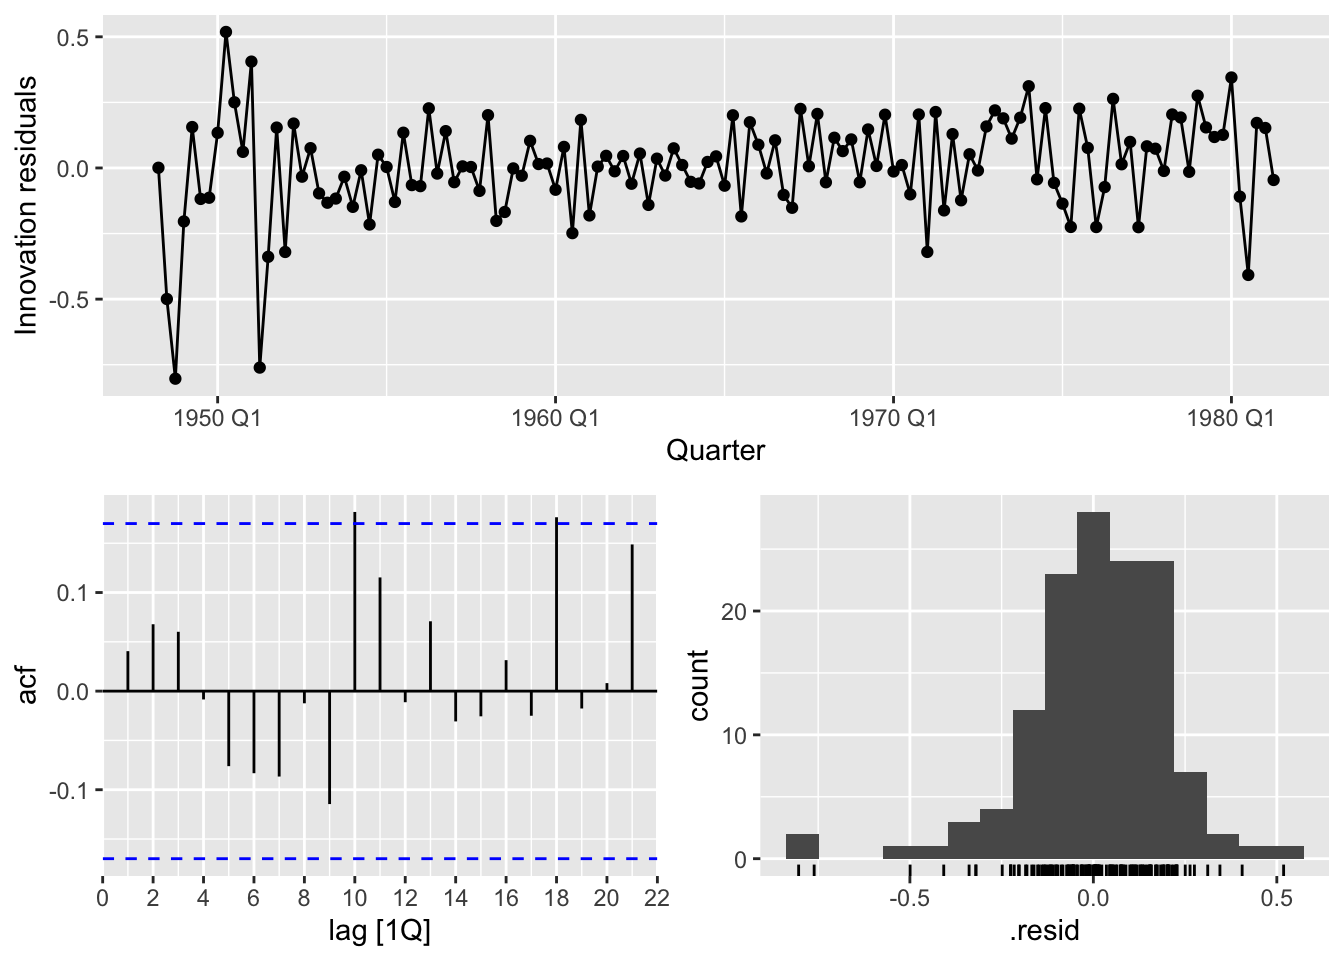 Innovation residuals
0.5
0.0
-0.5
1950 Q1 1960 Q1 1970 Q1 1980 Q1
Quarter
acf
0.1
0.0
-0.1
0 2 4 6 8 10 12 14 16 18 20 22
lag [1Q]
count
20
10
0
-0.5 0.0 0.5
.resid